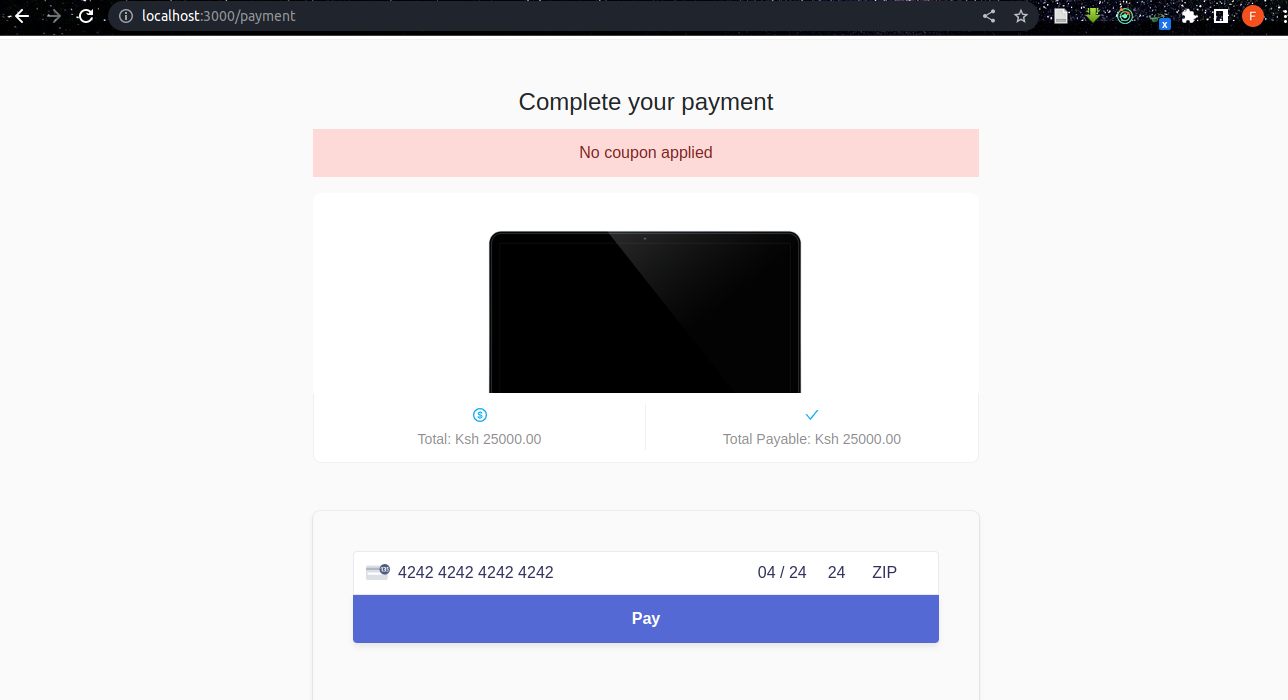 localhost:3000/payment
x
F
Complete your payment
No coupon applied
$
Total: Ksh 25000.00
Total Payable: Ksh 25000.00
4242 4242 4242 4242 04 / 24 24 ZIP
Pay